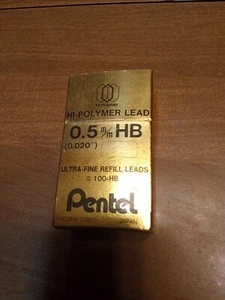 HI-POLYMER LEAD
0.5 m/m HB
(0.020")
ULTRA-FINE REFILL LEADS
100-HB
Pentel
JAPAN